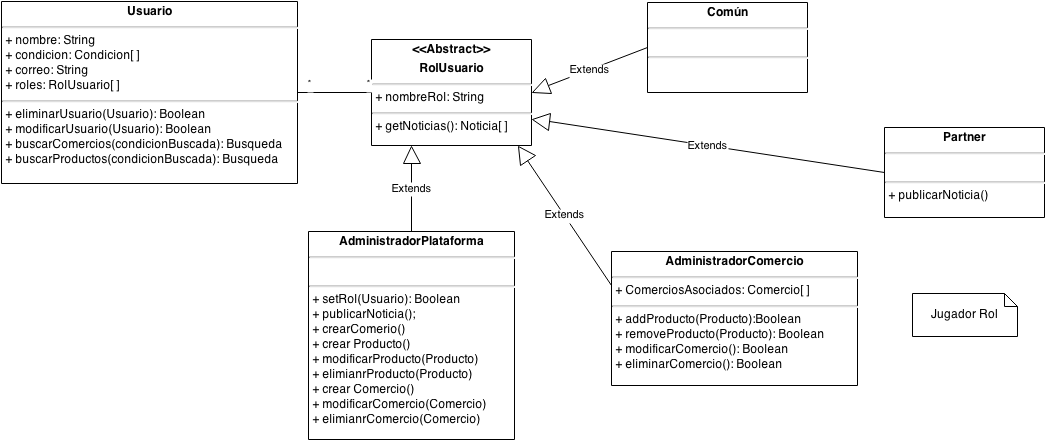 Usuario
+ nombre: String
+ condicion: Condicion[ ]
+ correo: String
+ roles: RolUsuario[ ]
+ eliminarUsuario(Usuario): Boolean
+ modificarUsuario(Usuario): Boolean
+ buscarComercios(condicionBuscada): Busqueda
+ buscarProductos(condicionBuscada): Busqueda
* *
<<Abstract>>
RolUsuario
+ nombreRol: String
+ getNoticias(): Noticia[ ]
Extends
Común
Extends
Partner
+ publicarNoticia()
Extends
AdministradorPlataforma
+ setRol(Usuario): Boolean
+ publicarNoticia();
+ crearComerio()
+ crear Producto()
+ modificarProducto(Producto)
+ elimianrProducto(Producto)
+ crear Comercio()
+ modificarComercio(Comercio)
+ elimianrComercio(Comercio)
Extends
AdministradorComercio
+ ComerciosAsociados: Comercio[ ]
+ addProducto(Producto):Boolean
+ removeProducto(Producto): Boolean
+ modificarComercio(): Boolean
+ eliminarComercio(): Boolean
Jugador Rol